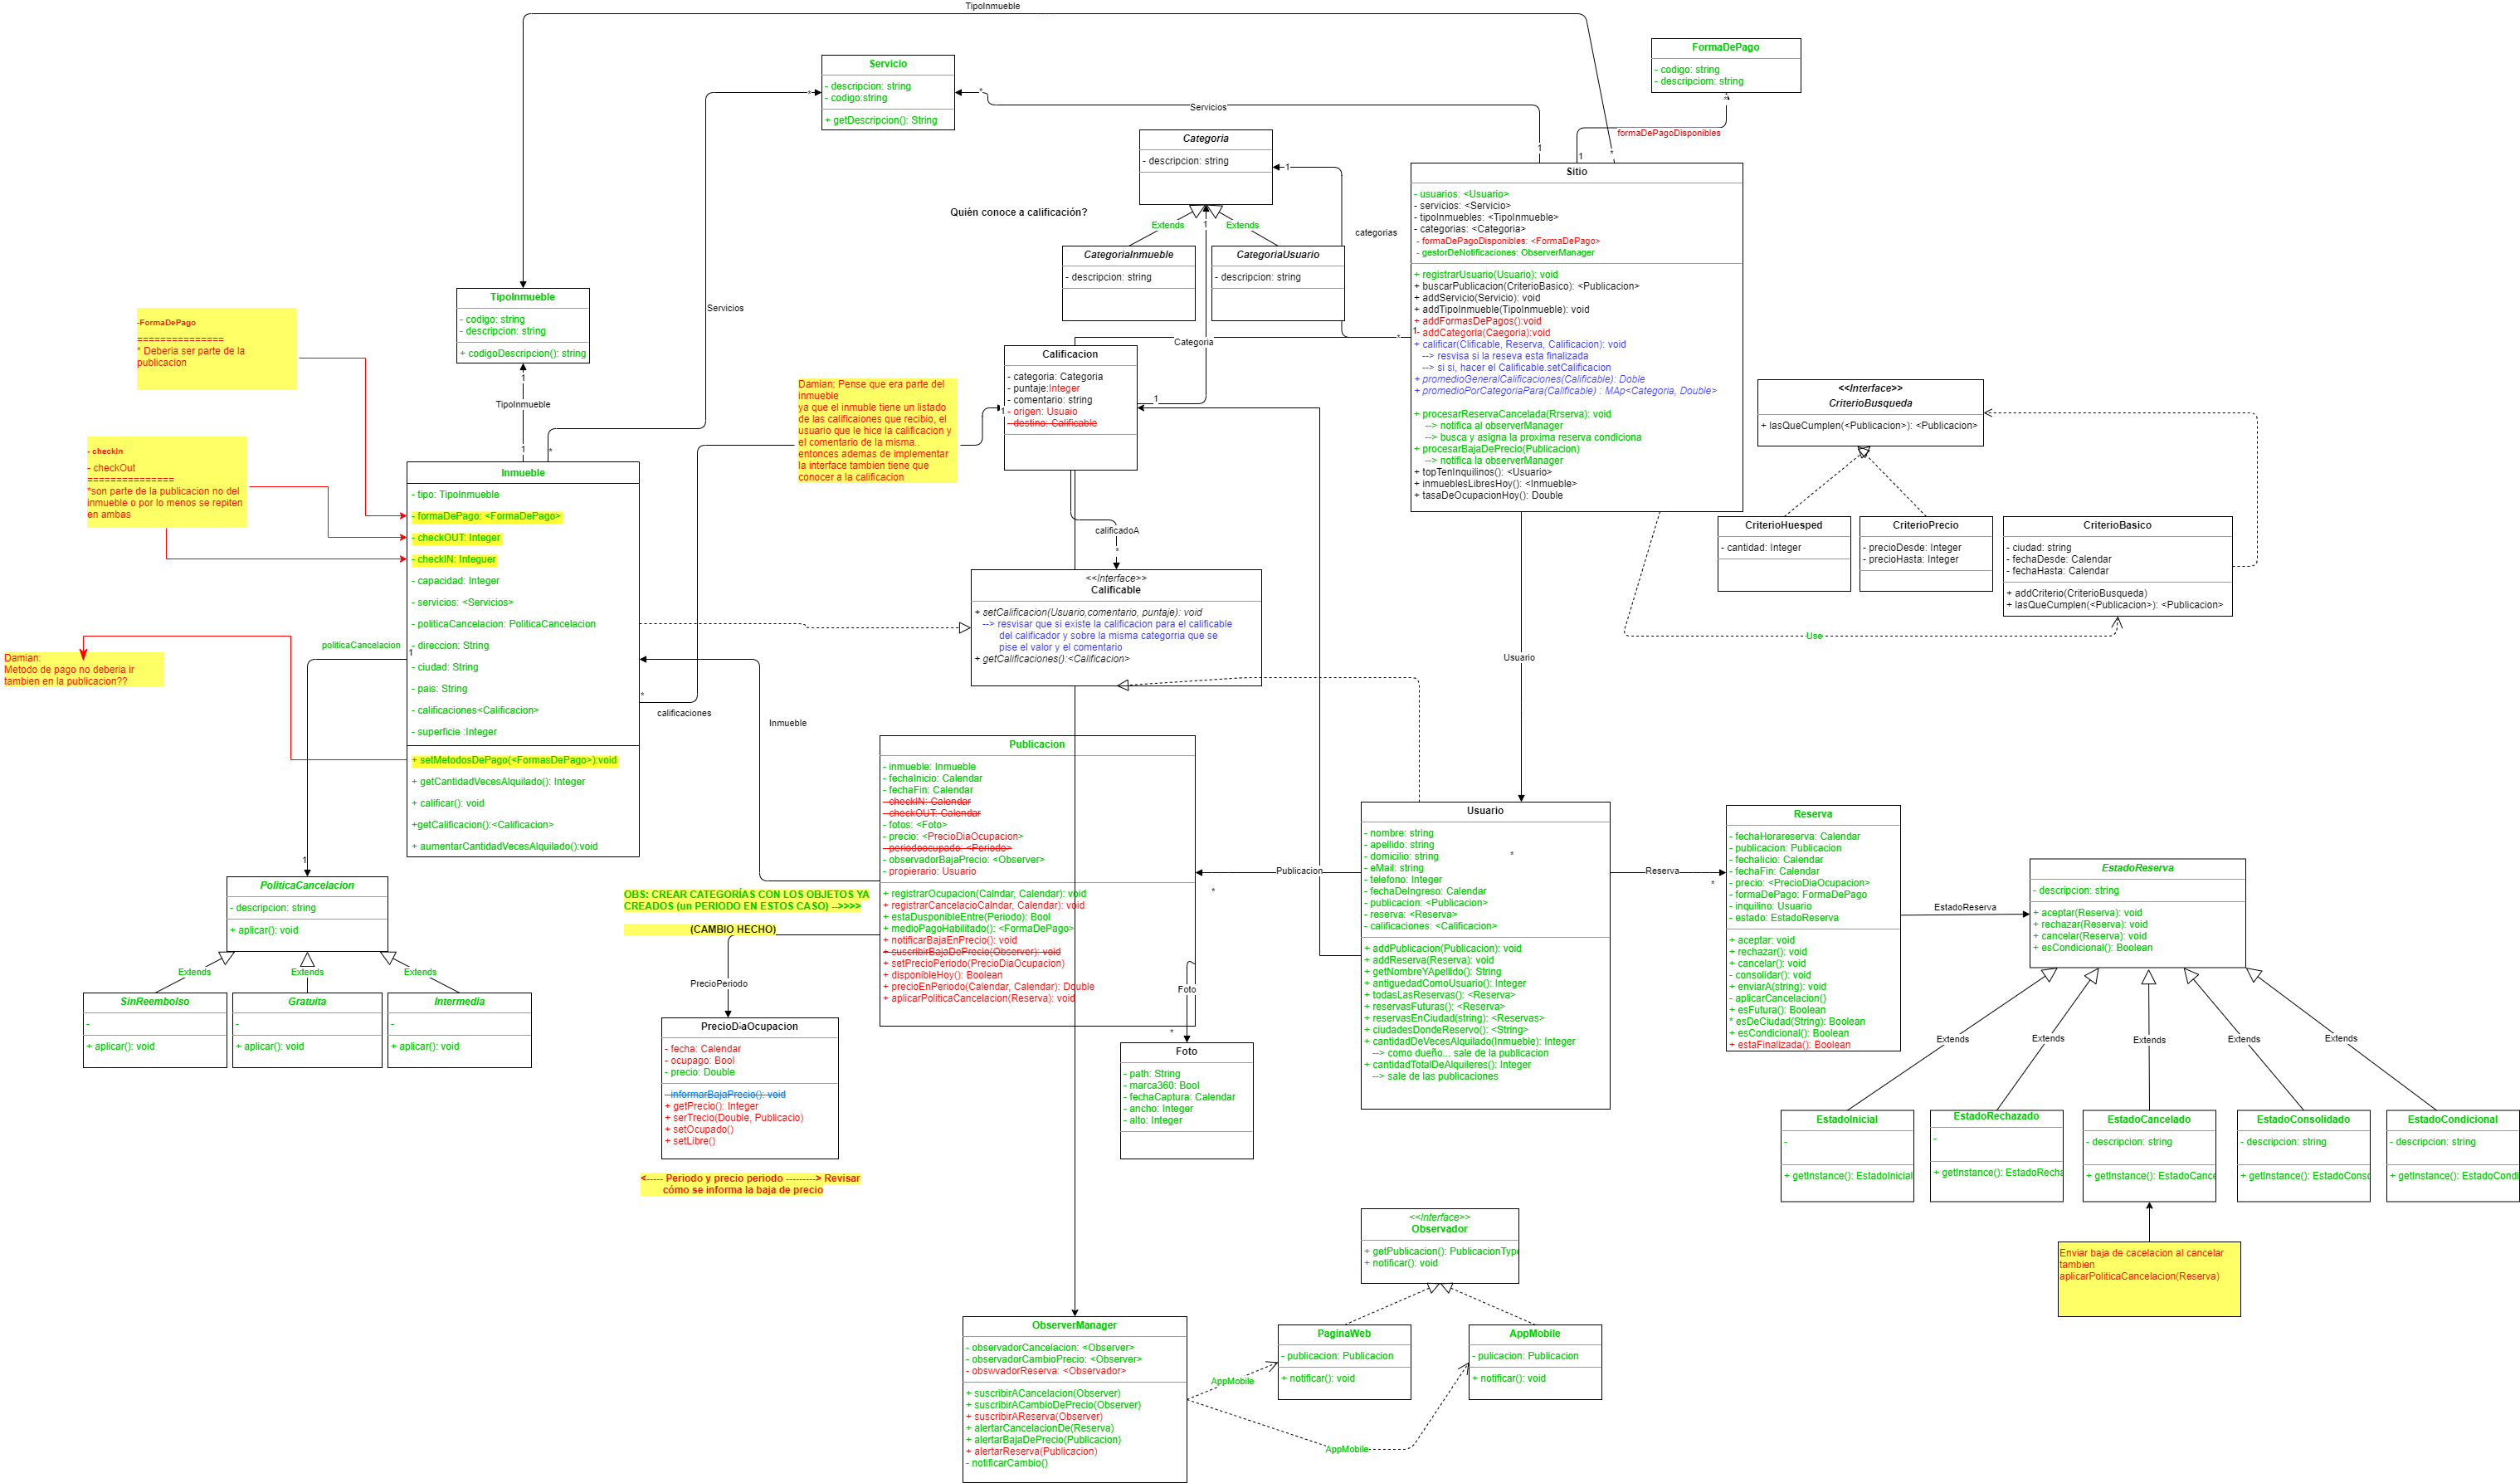 TipoInmueble
FormaDePago
- codigo: string
- descripciom: string
*
formaDePagoDisponibles
1
Servicio
- descripcion: string
- codigo:string
+ getDescripcion(): String
*
*
Servicios
1
*
Categoria
- descripcion: string
1
Quién conoce a calificación?
Extends
Extends
1
categorias
CategoriaInmueble
- descripcion: string
CategoriaUsuario
- descripcion: string
Sitio
- usuarios: <Usuario>
- servicios: <Servicio>
- tipoInmuebles: <TipoInmueble>
- categorias: <Categoria>
- formaDePagoDisponibles: <FormaDePago>
- gestorDeNotificaciones: ObserverManager
+ registrarUsuario(Usuario): void
+ buscarPublicacion(CriterioBasico): <Publicacion>
+ addServicio(Servicio): void
+ addTipoInmueble(TipoInmueble): void
+ addFormasDePagos():void
- addCategoria(Caegoria):void
+ calificar(Clificable, Reserva, Calificacion): void
--> resvisa si la reseva esta finalizada
--> si si, hacer el Calificable.setCalificacion
+ promedioGeneralCalificaciones(Calificable): Doble
+ promedioPorCategoriaPara(Calificable) : MAp<Categoria, Double>
+ procesarReservaCancelada(Rrserva): void
--> notifica al observerManager
--> busca y asigna la proxima reserva condiciona
+ procesarBajaDePrecio(Publicacion)
--> notifica la observerManager
+ topTenInquilinos(): <Usuario>
+ inmueblesLibresHoy(): <Inmueble>
+ tasaDeOcupacionHoy(): Double
1
*
TipoInmueble
- codigo: string
- descripcion: string
+ codigoDescripcion(): string
1
TipoInmueble
1
*
Servicios
-FormaDePago
===============
* Deberia ser parte de la
publicacion
- checkIn
- checkOut
===============
*son parte de la publicacion no del
inmueble o por lo menos se repiten
en ambas
Categoria
Calificacion
- categoria: Categoria
- puntaje:Integer
- comentario: string
- origen: Usuaio
- destino: Calificable
1
1
Damian: Pense que era parte del
inmueble
ya que el inmuble tiene un listado
de las calificaiones que recibio, el
usuario que le hice la calificacion y
el comentario de la misma..
entonces ademas de implementar
la interface tambien tiene que
conocer a la calificacion
<<Interface>>
CriterioBusqueda
+ lasQueCumplen(<Publicacion>): <Publicacion>
CriterioHuesped
- cantidad: Integer
CriterioPrecio
- precioDesde: Integer
- precioHasta: Integer
CriterioBasico
- ciudad: string
- fechaDesde: Calendar
- fechaHasta: Calendar
+ addCriterio(CriterioBusqueda)
+ lasQueCumplen(<Publicacion>): <Publicacion>
Use
Inmueble
- tipo: TipoInmueble
- formaDePago: <FormaDePago>
- checkOUT: Integer
- checkIN: Integuer
- capacidad: Integer
- servicios: <Servicios>
- politicaCancelacion: PoliticaCancelacion
- direccion: String
- ciudad: String
- pais: String
- calificaciones<Calificacion>
- superficie :Integer
+ setMetodosDePago(<FormasDePago>):void
+ getCantidadVecesAlquilado(): Integer
+ calificar(): void
+getCalificacion():<Calificacion>
+ aumentarCantidadVecesAlquilado():void
calificadoA
*
<<Interface>>
Calificable
+ setCalificacion(Usuario,comentario, puntaje): void
--> resvisar que si existe la calificacion para el calificable
del calificador y sobre la misma categorria que se
pise el valor y el comentario
+ getCalificaciones():<Calificacion>
Damian:
Metodo de pago no deberia ir
tambien en la publicacion??
politicaCancelacion
1
1
*
calificaciones
Inmueble
Usuario
PoliticaCancelacion
- descripcion: string
+ aplicar(): void
Extends
Extends
Extends
SinReembolso
-
+ aplicar(): void
Gratuita
-
+ aplicar(): void
Intermedia
-
+ aplicar(): void
Publicacion
- inmueble: Inmueble
- fechaInicio: Calendar
- fechaFin: Calendar
- checkIN: Calendar
- checkOUT: Calendar
- fotos: <Foto>
- precio: <PrecioDiaOcupacion>
- periodoocupado: <Periodo>
- observadorBajaPrecio: <Observer>
- propierario: Usuario
+ registrarOcupacion(Calndar, Calendar): void
+ registrarCancelacioCalndar, Calendar): void
+ estaDusponibleEntre(Periodo): Bool
+ medioPagoHabilitado(): <FormaDePago>
+ notificarBajaEnPrecio(): void
+ suscribirBajaDePrecio(Observer): void
+ setPrecioPeriodo(PrecioDiaOcupacion)
+ disponibleHoy(): Boolean
+ precioEnPeriodo(Calendar, Calendar): Double
+ aplicarPoliticaCancelacion(Reserva): void
OBS: CREAR CATEGORÍAS CON LOS OBJETOS YA
CREADOS (un PERIODO EN ESTOS CASO) -->>>>
(CAMBIO HECHO)
PrecioPeriodo
PrecioDiaOcupacion
- fecha: Calendar
- ocupago: Bool
- precio: Double
- informarBajaPrecio(): void
+ getPrecio(): Integer
+ serTrecio(Double, Publicacio)
+ setOcupado()
+ setLibre()
<----- Periodo y precio periodo ---------> Revisar
cómo se informa la baja de precio
Foto
*
Foto
- path: String
- marca360: Bool
- fechaCaptura: Calendar
- ancho: Integer
- alto: Integer
Publicacion
*
Usuario
- nombre: string
- apellido: string
- domicilio: string
- eMail: string
- telefono: Integer
- fechaDeIngreso: Calendar
- publicacion: <Publicacion>
- reserva: <Reserva>
- calificaciones: <Calificacion>
+ addPublicacion(Publicacion): void
+ addReserva(Reserva): void
+ getNombreYApellido(): String
+ antiguedadComoUsuario(): Integer
+ todasLasReservas(): <Reserva>
+ reservasFuturas(): <Reserva>
+ reservasEnCiudad(string): <Reservas>
+ ciudadesDondeReservo(): <String>
+ cantidadDeVecesAlquilado(Inmueble): Integer
--> como dueño... sale de la publicacion
+ cantidadTotalDeAlquileres(): Integer
--> sale de las publicaciones
*
Reserva
*
Reserva
- fechaHorareserva: Calendar
- publicacion: Publicacion
- fechaIicio: Calendar
- fechaFin: Calendar
- precio: <PrecioDiaOcupacion>
- formaDePago: FormaDePago
- inquilino: Usuario
- estado: EstadoReserva
+ aceptar: void
+ rechazar(): void
+ cancelar(): void
- consolidar(): void
+ enviarA(string): void
- aplicarCancelacion()
+ esFutura(): Boolean
* esDeCiudad(String): Boolean
+ esCondicional(): Boolean
+ estaFinalizada(): Boolean
EstadoReserva
EstadoReserva
- descripcion: string
+ aceptar(Reserva): void
+ rechazar(Reserva): void
+ cancelar(Reserva): void
+ esCondicional(): Boolean
Extends
Extends
Extends
Extends
Extends
EstadoInicial
-
+ getInstance(): EstadoInicial
EstadoRechazado
-
+ getInstance(): EstadoRecha
EstadoCancelado
- descripcion: string
+ getInstance(): EstadoCance
EstadoConsolidado
- descripcion: string
+ getInstance(): EstadoConso
EstadoCondicional
- descripcion: string
+ getInstance(): EstadoCondi
Enviar baja de cacelacion al cancelar
tambien
aplicarPoliticaCancelacion(Reserva)
<<Interface>>
Observador
+ getPublicacion(): PublicacionType
+ notificar(): void
ObserverManager
- observadorCancelacion: <Observer>
- observadorCambioPrecio: <Observer>
- obswvadorReserva: <Observador>
+ suscribirACancelacion(Observer)
+ suscribirACambioDePrecio(Observer)
+ suscribirAReserva(Observer)
+ alertarCancelacionDe(Reserva)
+ alertarBajaDePrecio(Publicacion)
+ alertarReserva(Publicacion)
- notificarCambio()
AppMobile
AppMobile
PaginaWeb
- publicacion: Publicacion
+ notificar(): void
AppMobile
- pulicacion: Publicacion
+ notificar(): void